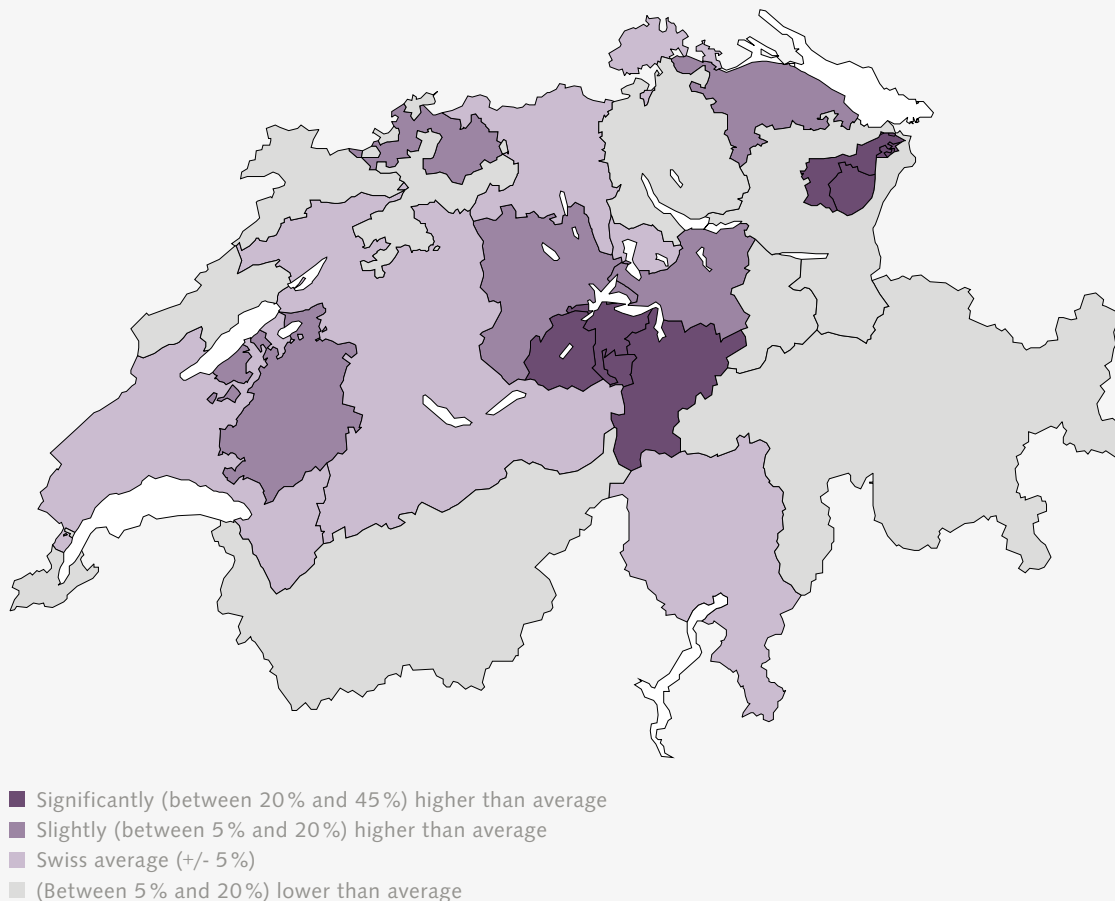 Significantly (between 20 % and 45 %) higher than average
Slightly (between 5 % and 20 %) higher than average
Swiss average (+/- 5 %)
(Between 5 % and 20 %) lower than average